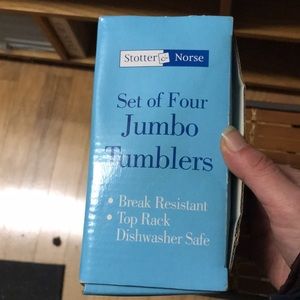 Stotter & Norse
Set of Four
Jumbo
Tumblers
• Break Resistant
• Top Rack
Dishwasher Safe